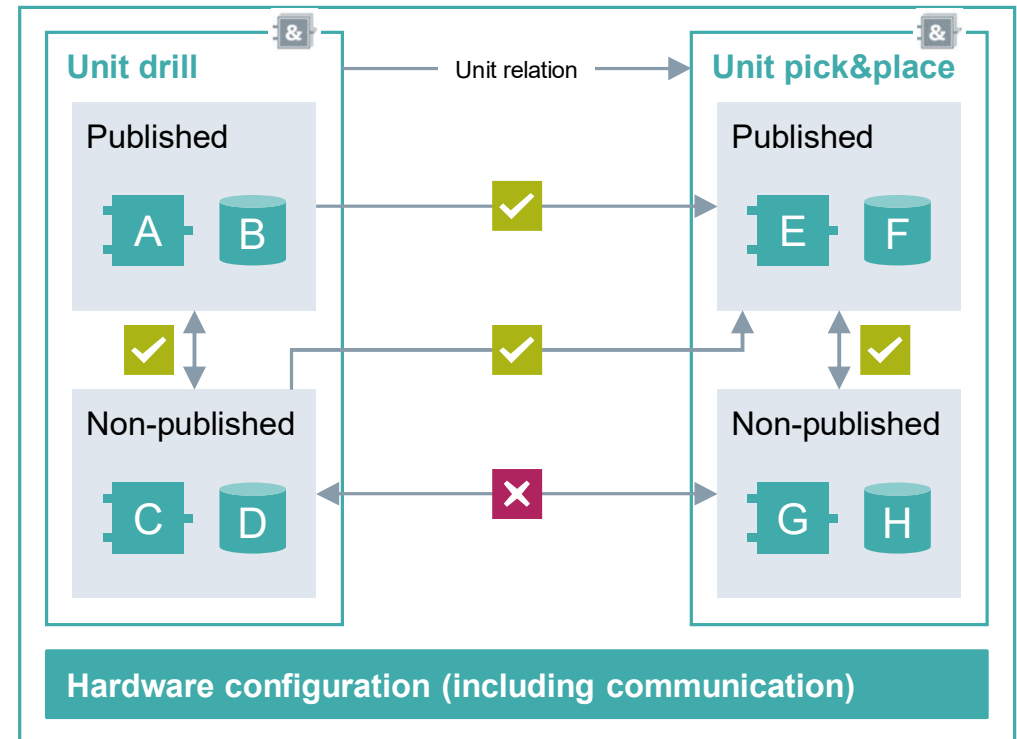 &
&
Unit drill
Unit relation
Unit pick&place
Published
Published
A
B
E
F
Non-published
Non-published
C
D
G
H
Hardware configuration (including communication)